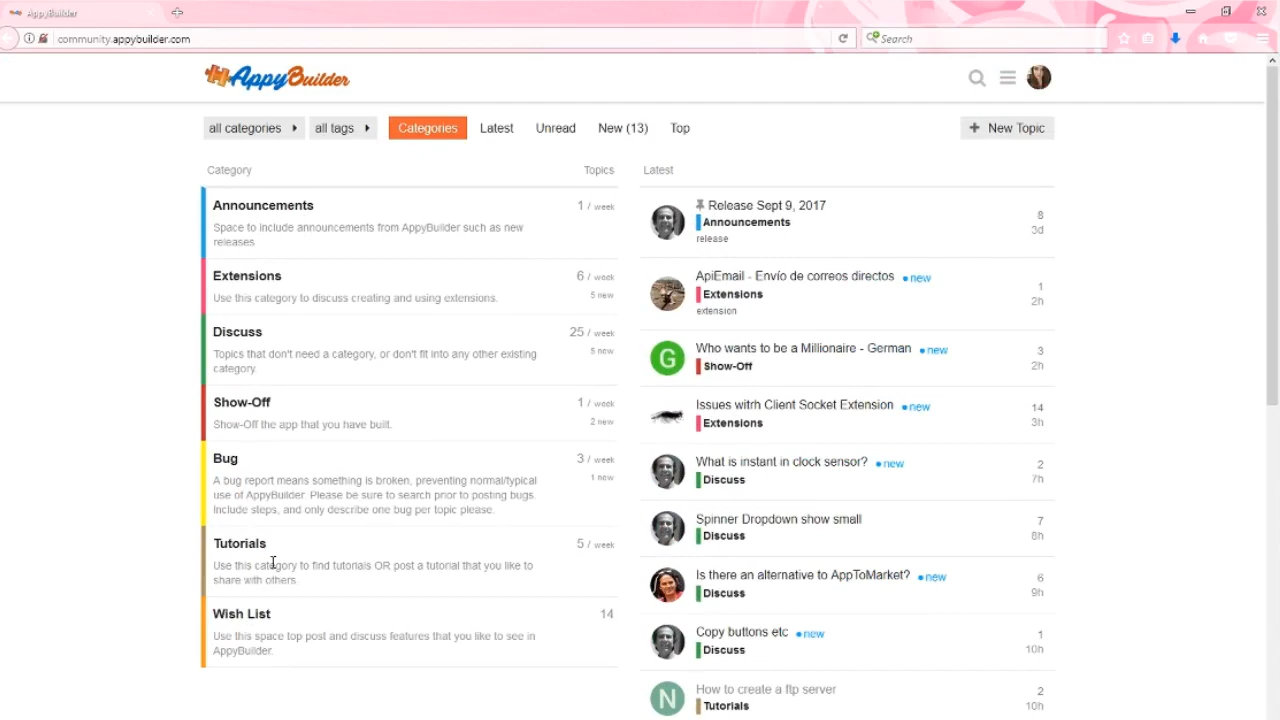 AppyBuilder
community.appybuilder.com
Search
AppyBuilder
all categories
all tags
Categories
Latest
Unread
New (13)
Top
+ New Topic
Category
Topics
Announcements
1 / week
Space to include announcements from AppyBuilder such as new
releases
Extensions
6 / week
Use this category to discuss creating and using extensions.
5 new
Discuss
25 / week
Topics that don't need a category, or don't fit into any other existing
5 new
category.
Show-Off
1 / week
Show-Off the app that you have built.
2 new
Bug
3 / week
A bug report means something is broken, preventing normal/typical
1 new
use of AppyBuilder. Please be sure to search prior to posting bugs.
Include steps, and only describe one bug per topic please.
Tutorials
5 / week
Use this category to find tutorials OR post a tutorial that you like to
share with others
Wish List
14
Use this space top post and discuss features that you like to see in
AppyBuilder.
Latest
Release Sept 9, 2017
8
Announcements
3d
release
ApiEmail - Envío de correos directos
new
1
Extensions
2h
extension
G
Who wants to be a Millionaire - German
new
3
Show-Off
2h
Issues witrh Client Socket Extension
new
14
Extensions
3h
What is instant in clock sensor?
new
2
Discuss
7h
Spinner Dropdown show small
7
Discuss
8h
Is there an alternative to AppToMarket?
new
6
Discuss
9h
Copy buttons etc
new
1
Discuss
10h
N
How to create a ftp server
2
Tutorials
10h